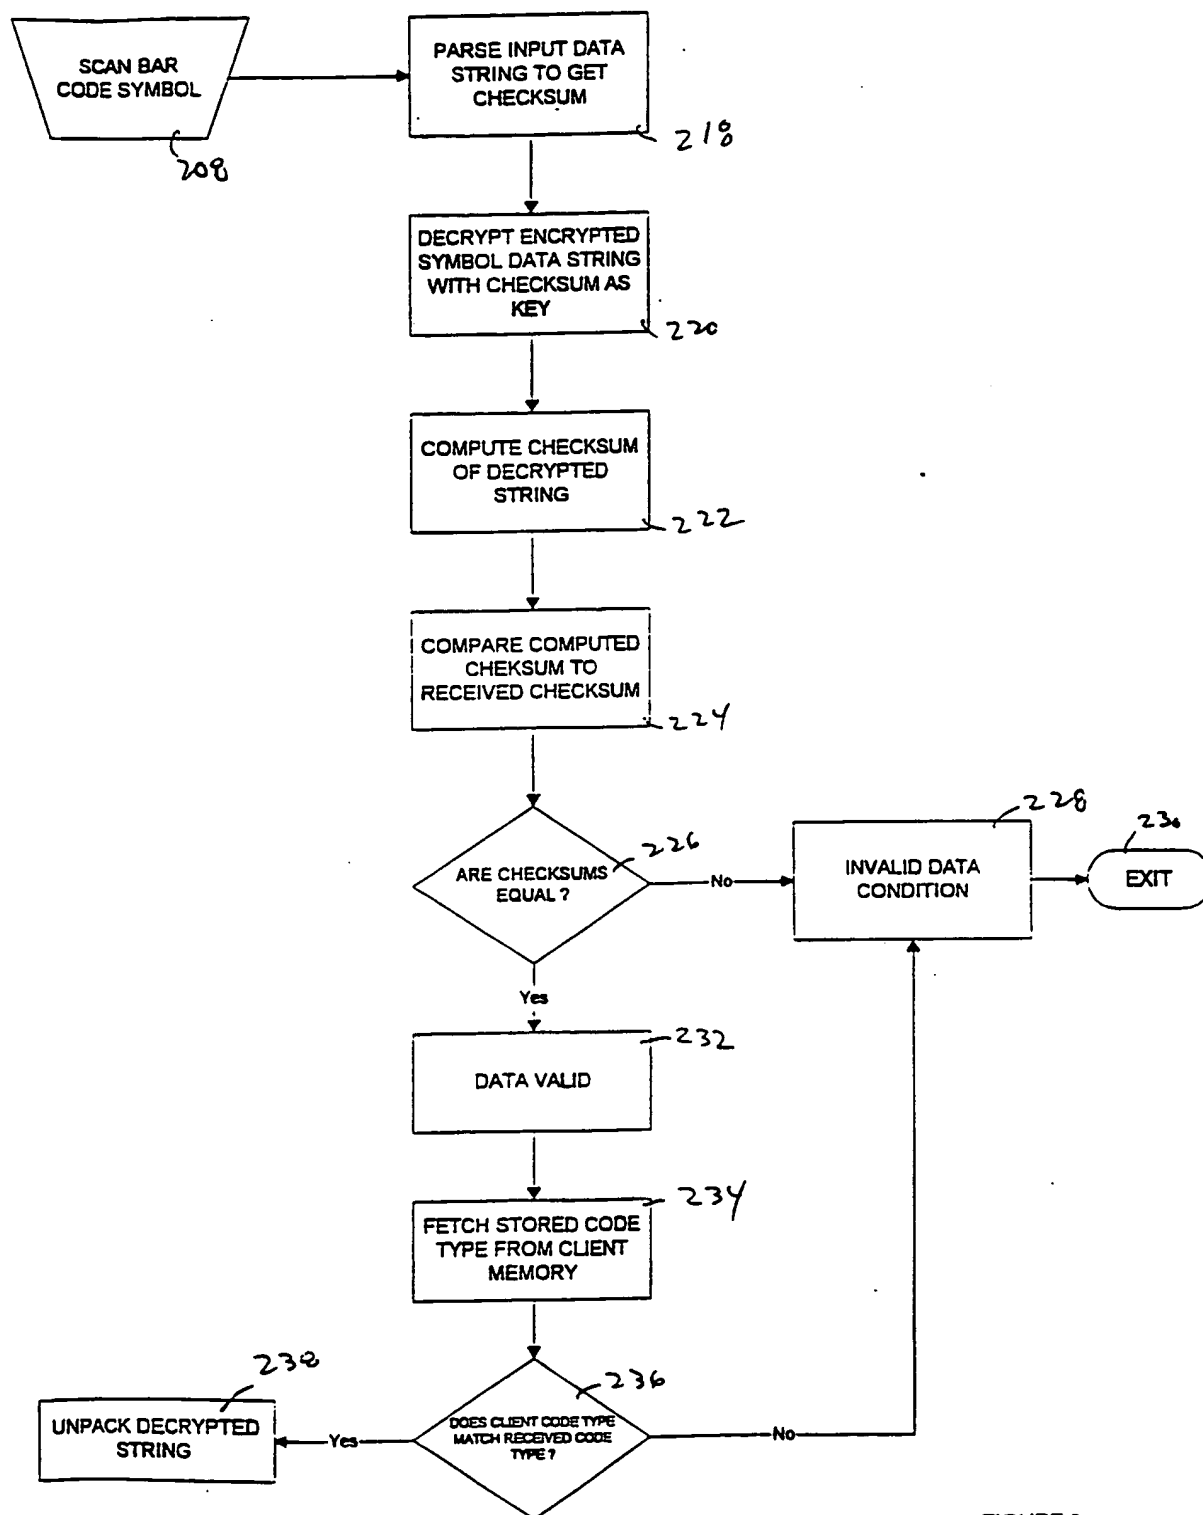 SCAN BAR
CODE SYMBOL
208
PARSE INPUT DATA
STRING TO GET
CHECKSUM
218
DECRYPT ENCRYPTED
SYMBOL DATA STRING
WITH CHECKSUM AS
KEY
220
COMPUTE CHECKSUM
OF DECRYPTED
STRING
222
COMPARE COMPUTED
CHEKSUM TO
RECEIVED CHECKSUM
224
ARE CHECKSUMS
EQUAL ?
226
No
INVALID DATA
CONDITION
228
EXIT
230
Yes
DATA VALID
232
FETCH STORED CODE
TYPE FROM CLIENT
MEMORY
234
DOES CLIENT CODE TYPE
MATCH RECEIVED CODE
TYPE ?
236
No
Yes
UNPACK DECRYPTED
STRING
238